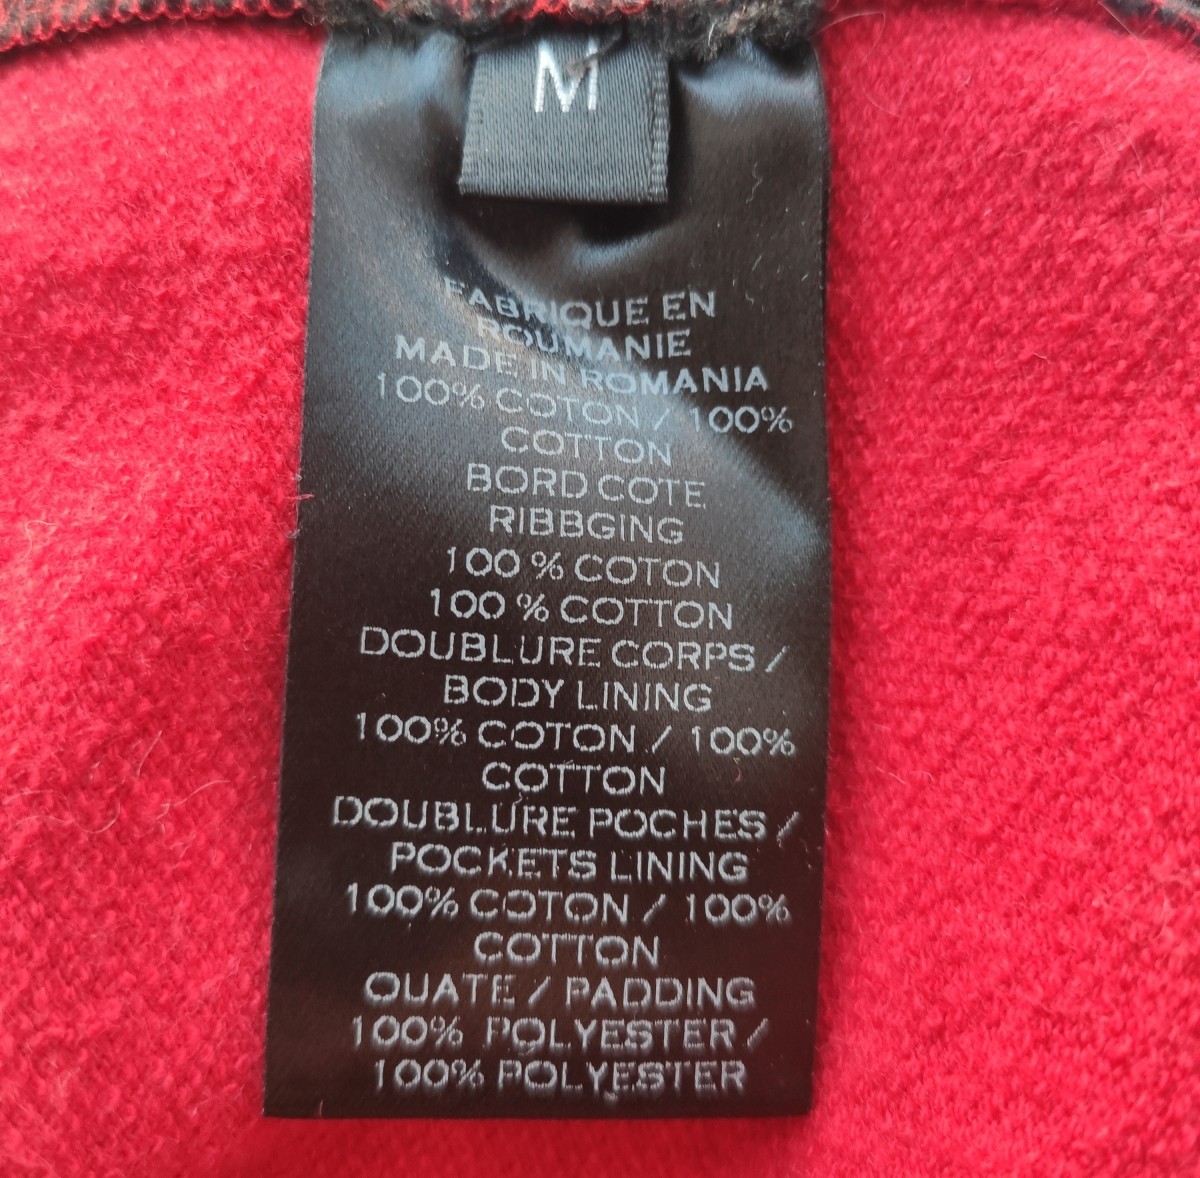 M
FABRIQUE EN
ROUMANIE
MADE IN ROMANIA
100% COTON / 100%
COTTON
BORD COTE
RIBBGING
100 % COTON
100 % COTTON
DOUBLURE CORPS /
BODY LINING
100% COTON / 100%
COTTON
DOUBLURE POCHES /
POCKETS LINING
100% COTON / 100%
COTTON
OUATE / PADDING
100% POLYESTER /
100% POLYESTER